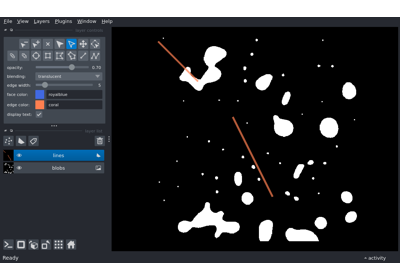 File View Layers Plugins Window Help
opacity: 0.70
blending: translucent
edge width: 5
face color: royalblue
edge color: coral
display text:
lines
blobs
Ready
activity